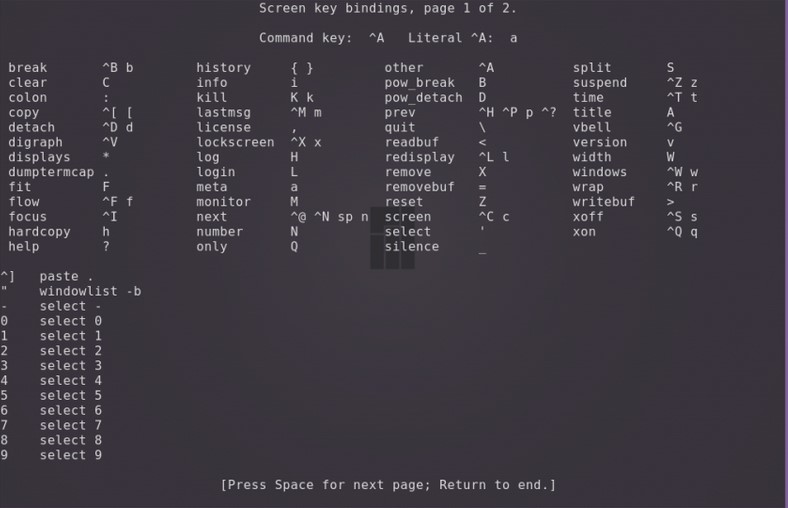 Screen key bindings, page 1 of 2.
Command key:  ^A   Literal ^A:  a
break       ^B b        history     { }         other       ^A          split       S
clear       C           info        i           pow_break   B           suspend     ^Z z
colon       :           kill        K k         pow_detach  D           time        ^T t
copy        ^[ [        lastmsg     ^M m        prev        ^H ^P p ^?  title       A
detach      ^D d        license     ,           quit        \           vbell       ^G
digraph     ^V          lockscreen  ^X x        readbuf     <           version     v
displays    *           log         H           redisplay   ^L l        width       W
dumptermcap .           login       L           remove      X           windows     ^W w
fit         F           meta        a           removebuf   =           wrap        ^R r
flow        ^F f        monitor     M           reset       Z           writebuf    >
focus       ^I          next        ^@ ^N sp n  screen      ^C c        xoff        ^S s
hardcopy    h           number      N           select      '           xon         ^Q q
help        ?           only        Q           silence     _
^]   paste .
"    windowlist -b
-    select -
0    select 0
1    select 1
2    select 2
3    select 3
4    select 4
5    select 5
6    select 6
7    select 7
8    select 8
9    select 9
[Press Space for next page; Return to end.]